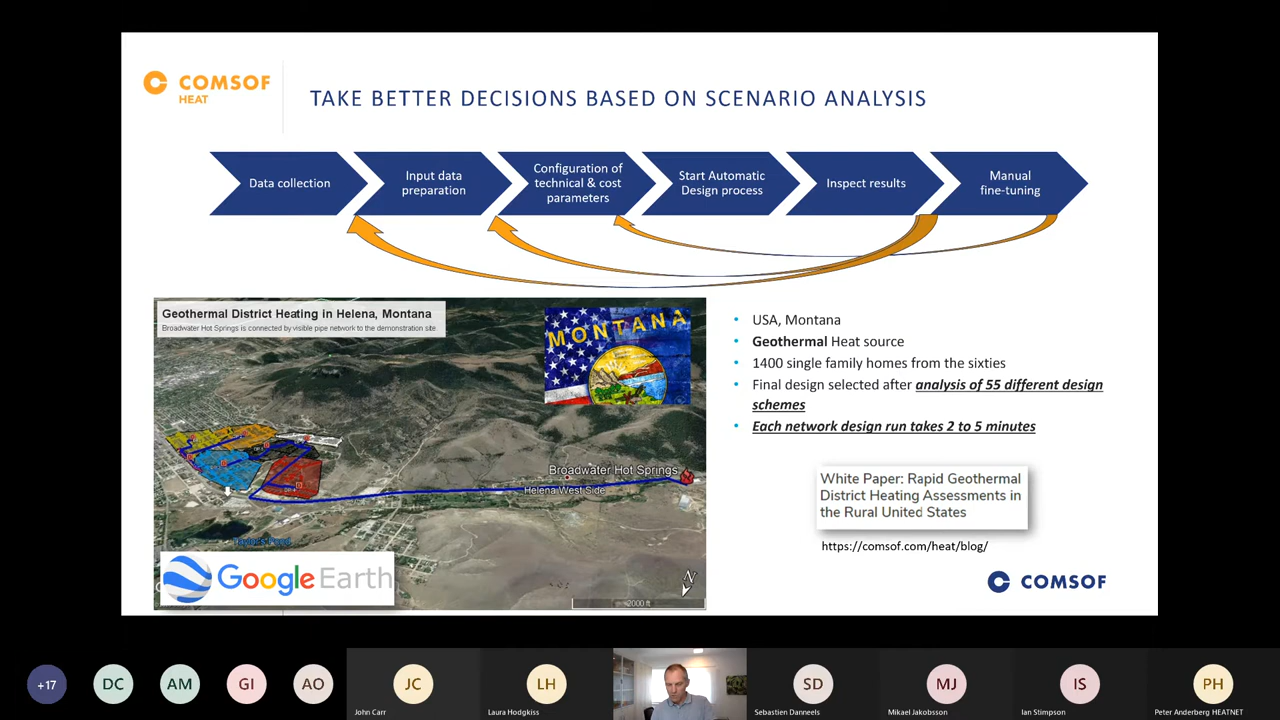 COMSOF
HEAT
TAKE BETTER DECISIONS BASED ON SCENARIO ANALYSIS
Data collection
Input data
preparation
Configuration of
technical & cost
parameters
Start Automatic
Design process
Inspect results
Manual
fine-tuning
Geothermal District Heating in Helena, Montana
Broadwater Hot Springs is connected by visible pipe network to the demonstration site
MONTANA
Broadwater Hot Springs
Helena West Side
Google Earth
N
2000 ft
• USA, Montana
• Geothermal Heat source
• 1400 single family homes from the sixties
• Final design selected after analysis of 55 different design
schemes
• Each network design run takes 2 to 5 minutes
White Paper: Rapid Geothermal
District Heating Assessments in
the Rural United States
https://comsof.com/heat/blog/
COMSOF
+17
DC
AM
GI
AO
JC
John Carr
LH
Laura Hodgkiss
SD
Sebastien Danneels
MJ
Mikael Jakobsson
IS
Ian Stimpson
PH
Peter Anderberg HEATNET